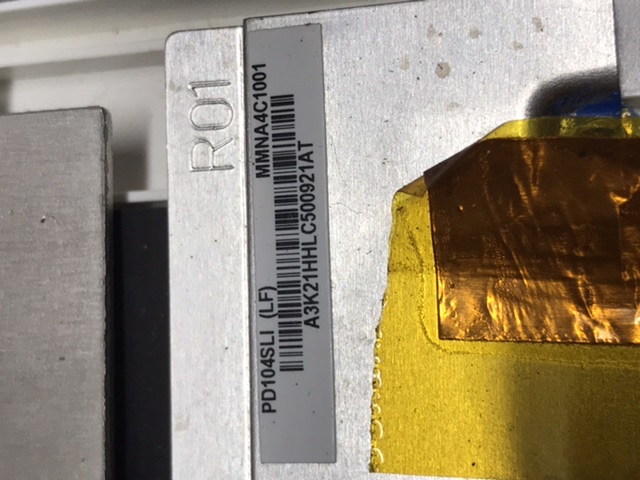 R01
PD104SLI (LF) MMNA4C1001
A3K21HHLC500921AT